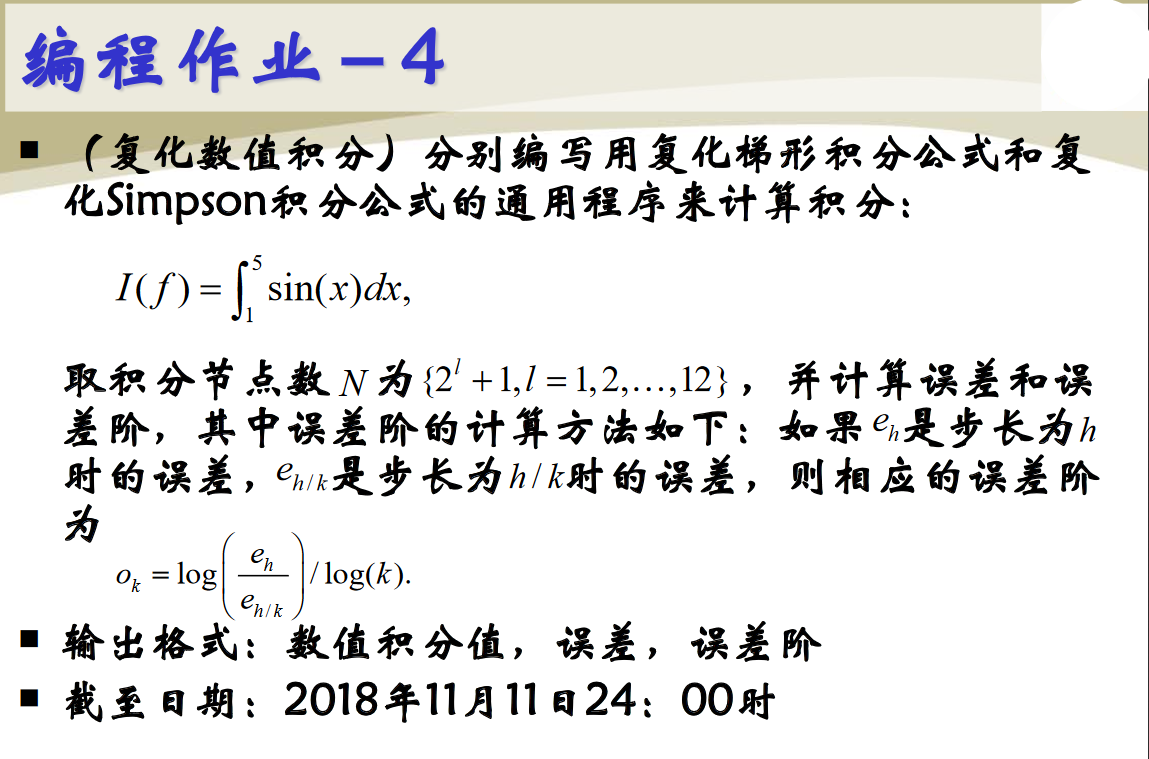 编程作业－4
■ （复化数值积分）分别编写用复化梯形积分公式和复
化Simpson积分公式的通用程序来计算积分：
I(f) = ∫₁⁵ sin(x)dx,
取积分节点数 N 为 {2^l + 1, l = 1, 2, …, 12}，并计算误差和误
差阶，其中误差阶的计算方法如下：如果 e_h 是步长为 h
时的误差，e_{h/k} 是步长为 h/k 时的误差，则相应的误差阶
为
o_k = log(e_h / e_{h/k}) / log(k).
■ 输出格式：数值积分值，误差，误差阶
■ 截至日期：2018年11月11日24：00时